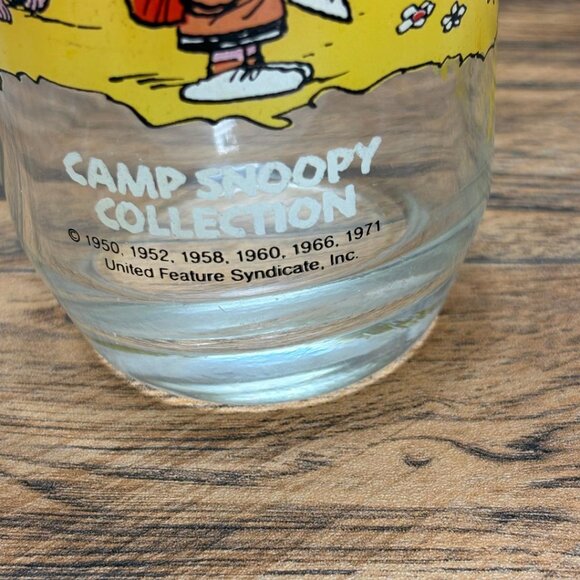 CAMP SNOOPY
COLLECTION
© 1950, 1952, 1958, 1960, 1966, 1971
United Feature Syndicate, Inc.